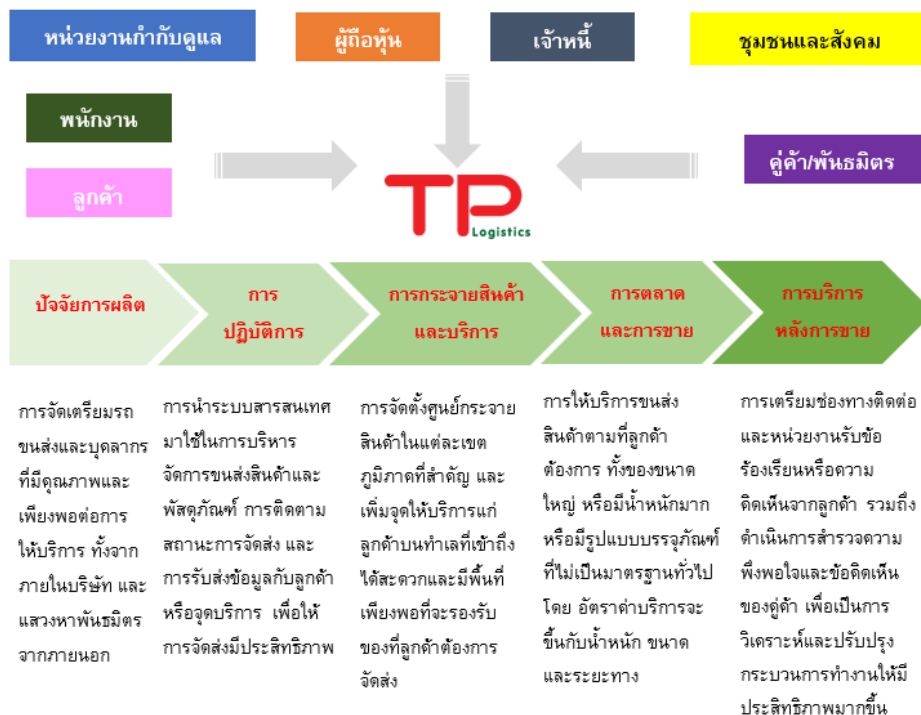 หน่วยงานกำกับดูแล
ผู้ถือหุ้น
เจ้าหนี้
ชุมชนและสังคม
พนักงาน
ลูกค้า
คู่ค้า/พันธมิตร
TP
Logistics
ปัจจัยการผลิต
การ
ปฏิบัติการ
การกระจายสินค้า
และบริการ
การตลาด
และการขาย
การบริการ
หลังการขาย
การจัดเตรียมรถ
ขนส่งและบุคลากร
ที่มีคุณภาพและ
เพียงพอต่อการ
ให้บริการ ทั้งจาก
ภายในบริษัท และ
แสวงหาพันธมิตร
จากภายนอก
การนำระบบสารสนเทศ
มาใช้ในการบริหาร
จัดการขนส่งสินค้าและ
พัสดุภัณฑ์ การติดตาม
สถานะการจัดส่ง และ
การรับส่งข้อมูลกับลูกค้า
หรือจุดบริการ เพื่อให้
การจัดส่งมีประสิทธิภาพ
การจัดตั้งศูนย์กระจาย
สินค้าในแต่ละเขต
ภูมิภาคที่สำคัญ และ
เพิ่มจุดให้บริการแก่
ลูกค้าบนทำเลที่เข้าถึง
ได้สะดวกและมีพื้นที่
เพียงพอที่จะรองรับ
ของที่ลูกค้าต้องการ
จัดส่ง
การให้บริการขนส่ง
สินค้าตามที่ลูกค้า
ต้องการ ทั้งของขนาด
ใหญ่ หรือมีน้ำหนักมาก
หรือมีรูปแบบบรรจุภัณฑ์
ที่ไม่เป็นมาตรฐานทั่วไป
โดย อัตราค่าบริการจะ
ขึ้นกับน้ำหนัก ขนาด
และระยะทาง
การเตรียมช่องทางติดต่อ
และหน่วยงานรับข้อ
ร้องเรียนหรือความ
คิดเห็นจากลูกค้า รวมถึง
ดำเนินการสำรวจความ
พึงพอใจและข้อคิดเห็น
ของคู่ค้า เพื่อเป็นการ
วิเคราะห์และปรับปรุง
กระบวนการทำงานให้มี
ประสิทธิภาพมากขึ้น